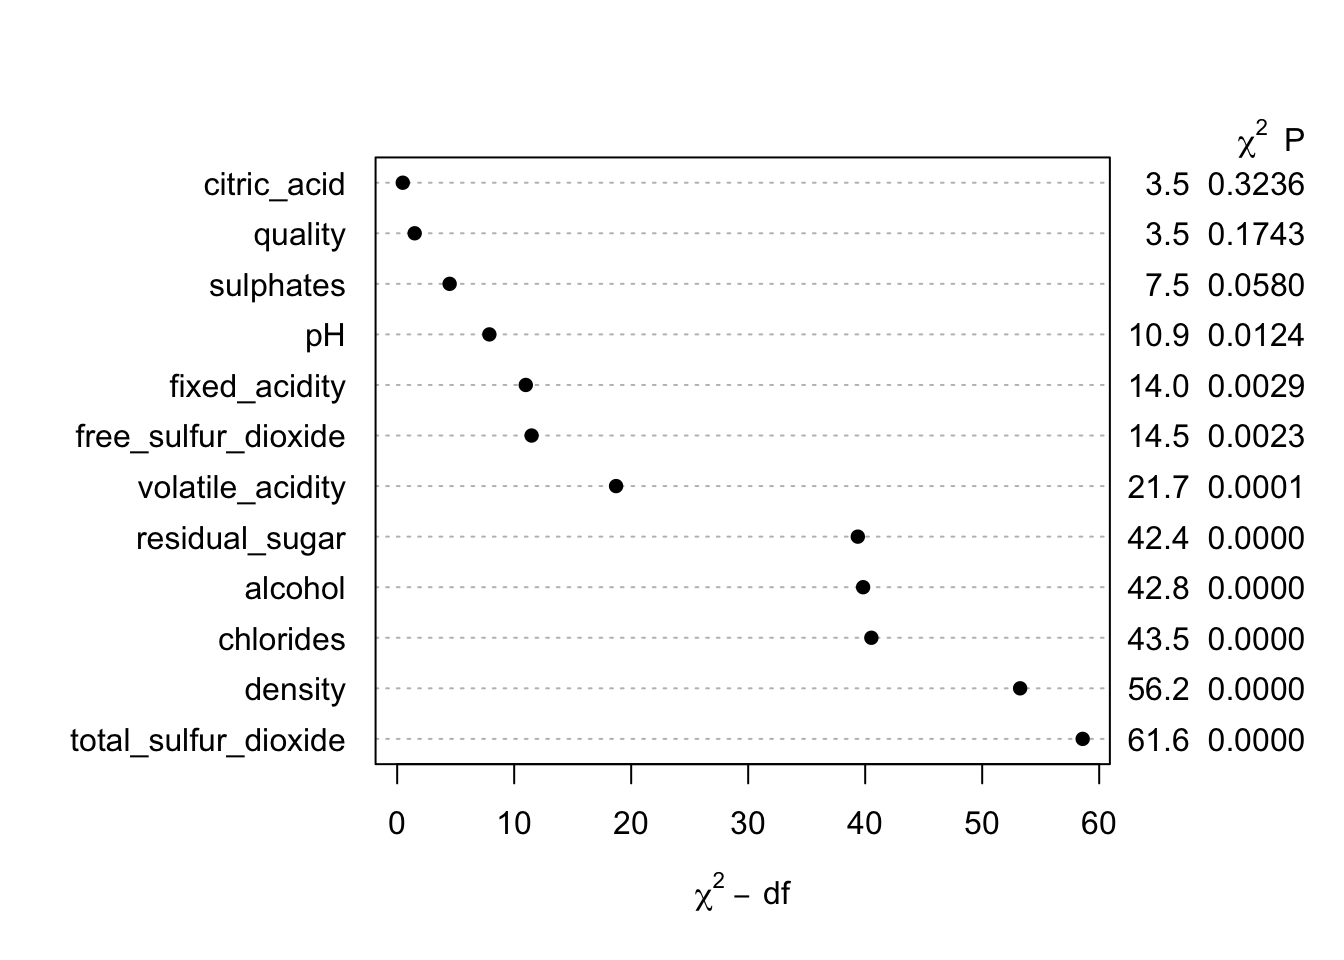 χ² P
citric_acid 3.5 0.3236
quality 3.5 0.1743
sulphates 7.5 0.0580
pH 10.9 0.0124
fixed_acidity 14.0 0.0029
free_sulfur_dioxide 14.5 0.0023
volatile_acidity 21.7 0.0001
residual_sugar 42.4 0.0000
alcohol 42.8 0.0000
chlorides 43.5 0.0000
density 56.2 0.0000
total_sulfur_dioxide 61.6 0.0000
0 10 20 30 40 50 60
χ² − df